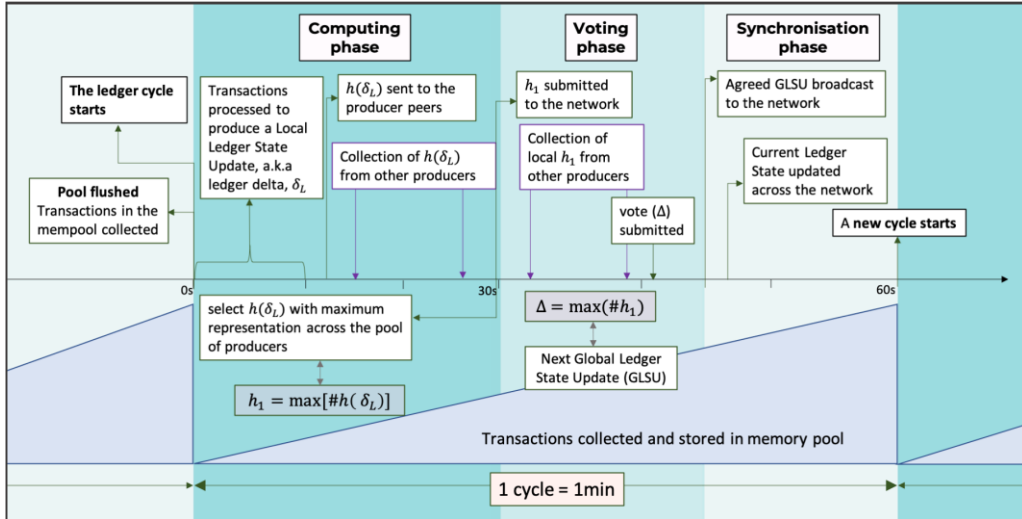 Computing
phase
Voting
phase
Synchronisation
phase
The ledger cycle
starts
Transactions
processed to
produce a Local
Ledger State
Update, a.k.a
ledger delta, δ_L
h(δ_L) sent to the
producer peers
h₁ submitted
to the network
Agreed GLSU broadcast
to the network
Collection of h(δ_L)
from other producers
Collection of
local h₁ from
other producers
Current Ledger
State updated
across the network
Pool flushed
Transactions in the
mempool collected
vote (Δ)
submitted
A new cycle starts
0s
30s
60s
select h(δ_L) with maximum
representation across the pool
of producers
Δ = max(#h₁)
Next Global Ledger
State Update (GLSU)
h₁ = max[#h( δ_L)]
Transactions collected and stored in memory pool
1 cycle = 1min